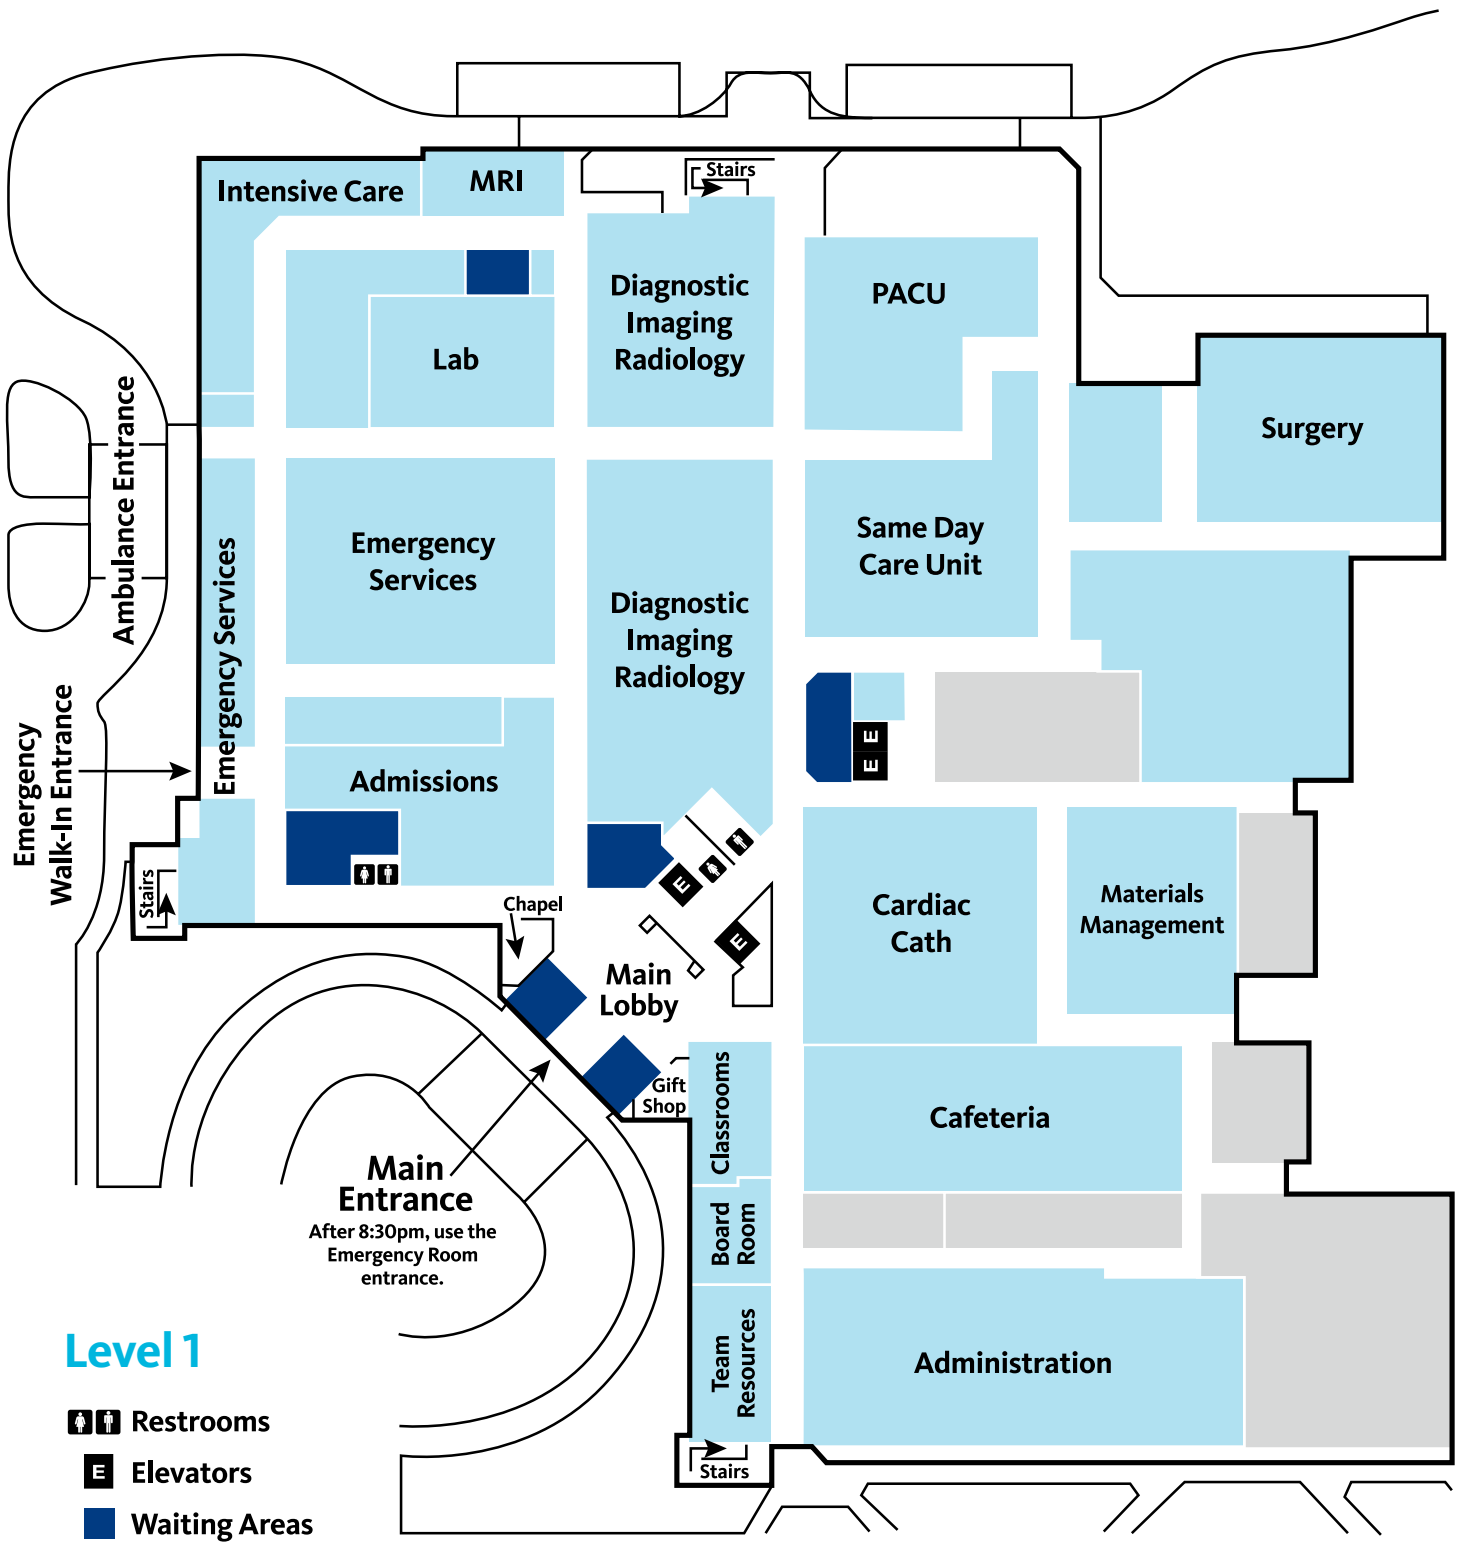 Stairs
Intensive Care
MRI
Diagnostic
Imaging
Radiology
PACU
Lab
Surgery
Ambulance Entrance
Emergency Services
Emergency
Services
Same Day
Care Unit
Diagnostic
Imaging
Radiology
Emergency
Walk-In Entrance
E
E
Admissions
Stairs
E
Chapel
E
Main
Lobby
Cardiac
Cath
Materials
Management
Gift
Shop
Classrooms
Cafeteria
Main
Entrance
After 8:30pm, use the
Emergency Room
entrance.
Board
Room
Team
Resources
Administration
Stairs
Level 1
Restrooms
E Elevators
Waiting Areas